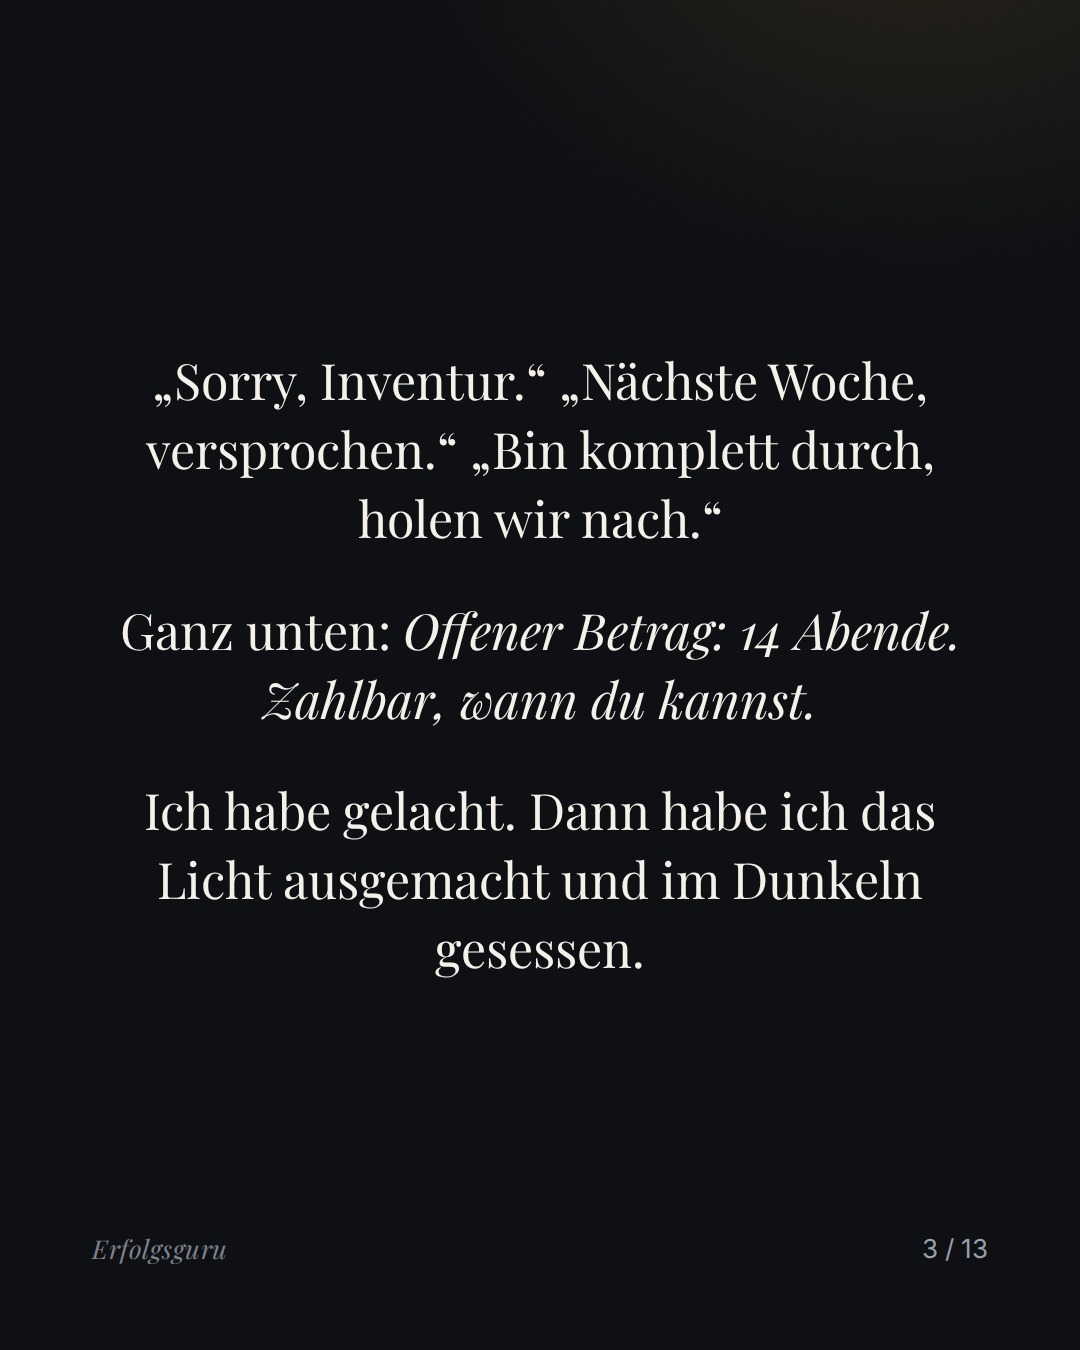 „Sorry, Inventur.“ „Nächste Woche,
versprochen.“ „Bin komplett durch,
holen wir nach.“
Ganz unten: Offener Betrag: 14 Abende.
Zahlbar, wann du kannst.
Ich habe gelacht. Dann habe ich das
Licht ausgemacht und im Dunkeln
gesessen.
Erfolgsguru
3 / 13